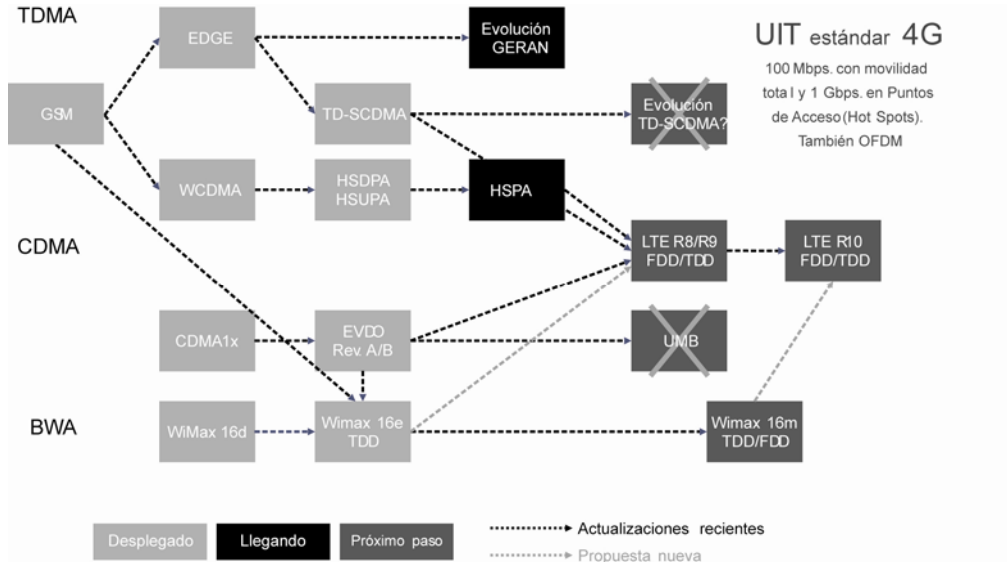 TDMA
EDGE
Evolución
GERAN
UIT estándar 4G
100 Mbps. con movilidad
total y 1 Gbps. en Puntos
de Acceso (Hot Spots).
También OFDM
GSM
TD-SCDMA
Evolución
TD-SCDMA?
WCDMA
HSDPA
HSUPA
HSPA
CDMA
LTE R8/R9
FDD/TDD
LTE R10
FDD/TDD
CDMA1x
EVDO
Rev. A/B
UMB
BWA
WiMax 16d
Wimax 16e
TDD
Wimax 16m
TDD/FDD
Desplegado
Llegando
Próximo paso
Actualizaciones recientes
Propuesta nueva